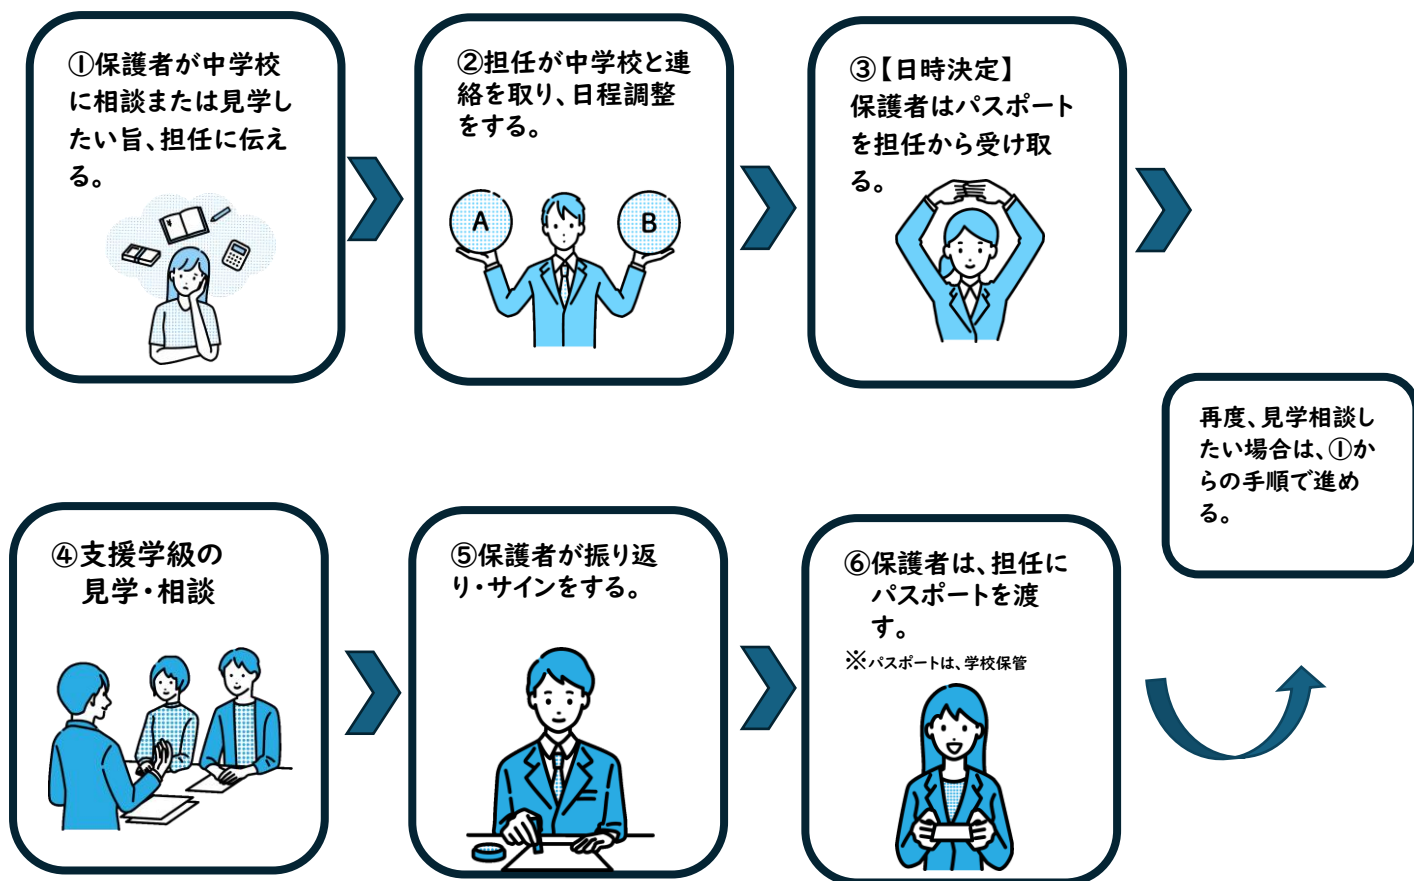 ①保護者が中学校
に相談または見学し
たい旨、担任に伝え
る。
②担任が中学校と連
絡を取り、日程調整
をする。
A
B
③【日時決定】
保護者はパスポート
を担任から受け取
る。
④支援学級の
見学・相談
⑤保護者が振り返
り・サインをする。
⑥保護者は、担任に
パスポートを渡
す。
※パスポートは、学校保管
再度、見学相談し
たい場合は、①か
らの手順で進め
る。